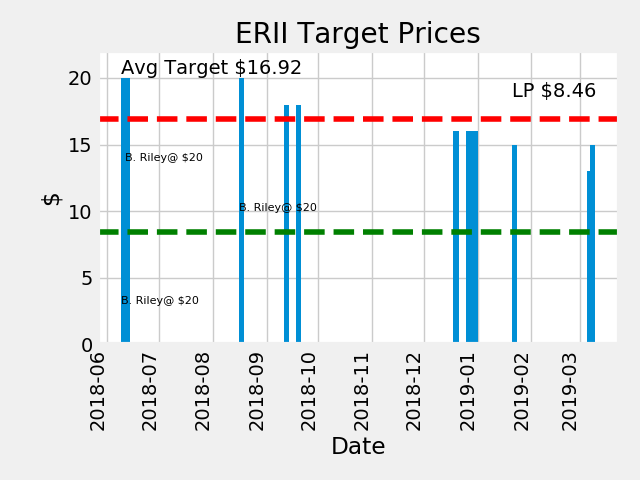 ERII Target Prices
Avg Target $16.92
LP $8.46
B. Riley@ $20
B. Riley@ $20
B. Riley@ $20
$
20
15
10
5
0
2018-06
2018-07
2018-08
2018-09
2018-10
2018-11
2018-12
2019-01
2019-02
2019-03
Date